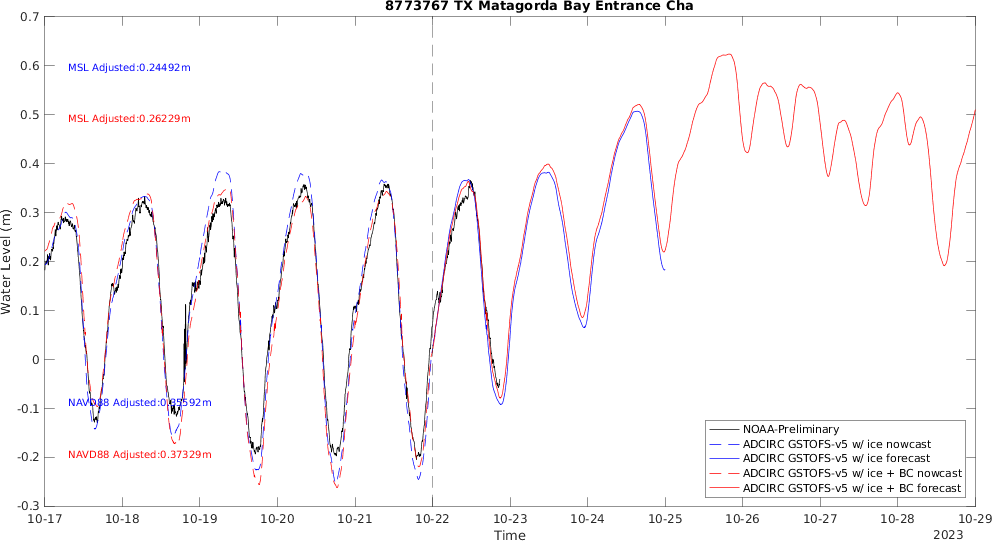 8773767 TX Matagorda Bay Entrance Cha
0.7
0.6
0.5
0.4
0.3
0.2
0.1
0
-0.1
-0.2
-0.3
Water Level (m)
MSL Adjusted:0.24492m
MSL Adjusted:0.26229m
NAVD88 Adjusted:0.35592m
NAVD88 Adjusted:0.37329m
NOAA-Preliminary
ADCIRC GSTOFS-v5 w/ ice nowcast
ADCIRC GSTOFS-v5 w/ ice forecast
ADCIRC GSTOFS-v5 w/ ice + BC nowcast
ADCIRC GSTOFS-v5 w/ ice + BC forecast
10-17 10-18 10-19 10-20 10-21 10-22 10-23 10-24 10-25 10-26 10-27 10-28 10-29
Time
2023